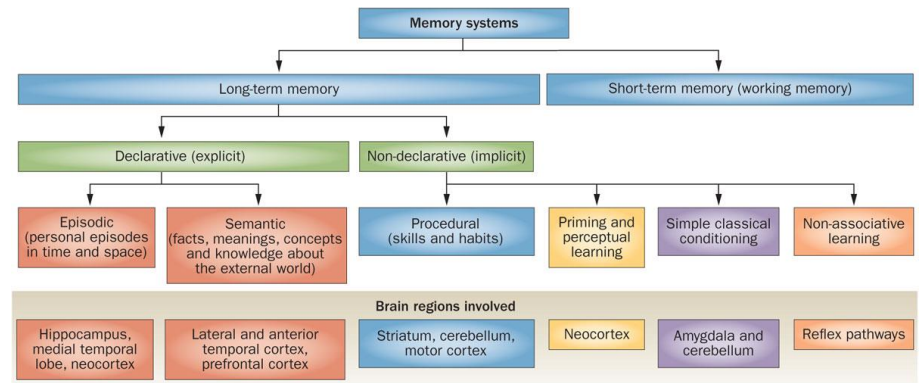 Memory systems
Long-term memory
Short-term memory (working memory)
Declarative (explicit)
Non-declarative (implicit)
Episodic
(personal episodes
in time and space)
Semantic
(facts, meanings, concepts
and knowledge about
the external world)
Procedural
(skills and habits)
Priming and
perceptual
learning
Simple classical
conditioning
Non-associative
learning
Brain regions involved
Hippocampus,
medial temporal
lobe, neocortex
Lateral and anterior
temporal cortex,
prefrontal cortex
Striatum, cerebellum,
motor cortex
Neocortex
Amygdala and
cerebellum
Reflex pathways